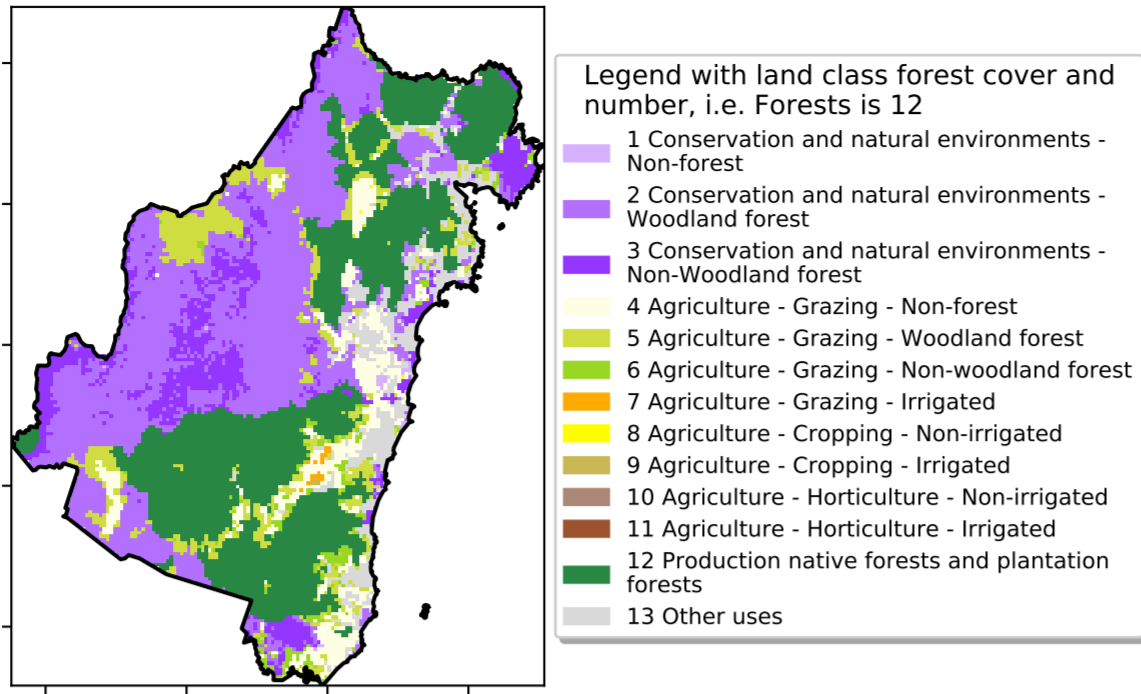 Legend with land class forest cover and
number, i.e. Forests is 12
1 Conservation and natural environments -
Non-forest
2 Conservation and natural environments -
Woodland forest
3 Conservation and natural environments -
Non-Woodland forest
4 Agriculture - Grazing - Non-forest
5 Agriculture - Grazing - Woodland forest
6 Agriculture - Grazing - Non-woodland forest
7 Agriculture - Grazing - Irrigated
8 Agriculture - Cropping - Non-irrigated
9 Agriculture - Cropping - Irrigated
10 Agriculture - Horticulture - Non-irrigated
11 Agriculture - Horticulture - Irrigated
12 Production native forests and plantation
forests
13 Other uses